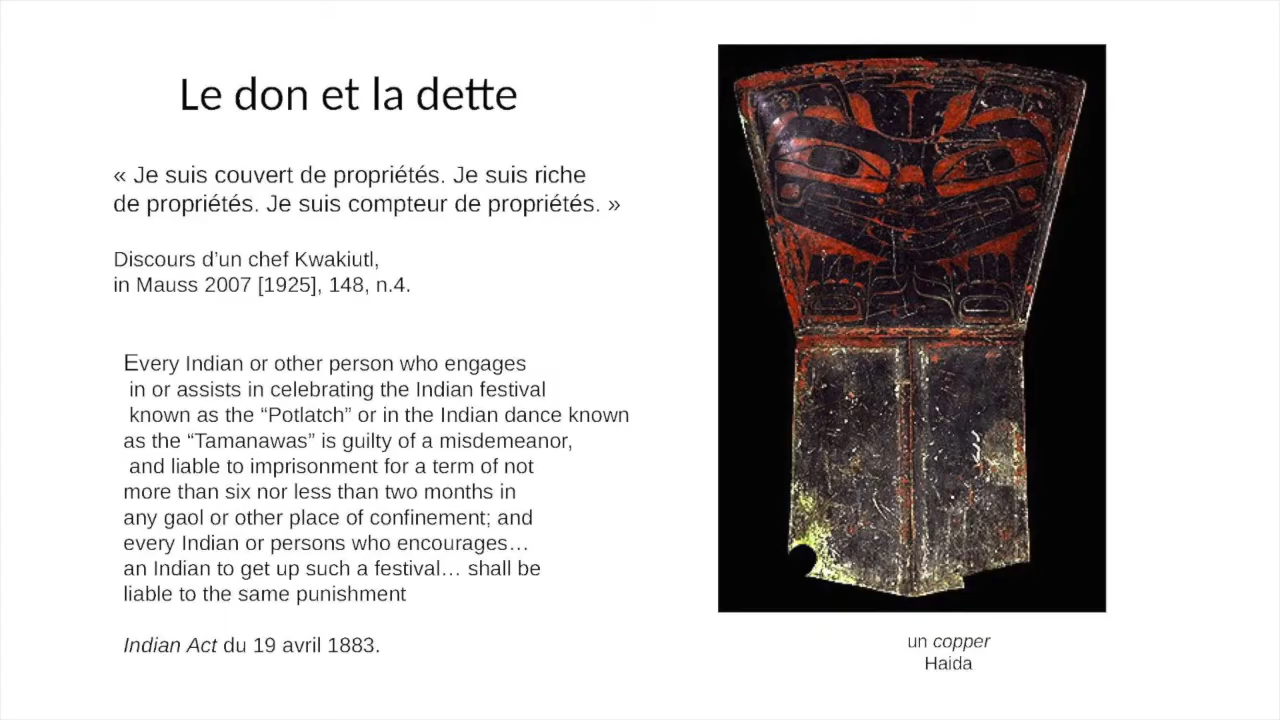 Le don et la dette
« Je suis couvert de propriétés. Je suis riche
de propriétés. Je suis compteur de propriétés. »
Discours d’un chef Kwakiutl,
in Mauss 2007 [1925], 148, n.4.
Every Indian or other person who engages
in or assists in celebrating the Indian festival
known as the “Potlatch” or in the Indian dance known
as the “Tamanawas” is guilty of a misdemeanor,
and liable to imprisonment for a term of not
more than six nor less than two months in
any gaol or other place of confinement; and
every Indian or persons who encourages…
an Indian to get up such a festival… shall be
liable to the same punishment
Indian Act du 19 avril 1883.
un copper
Haida